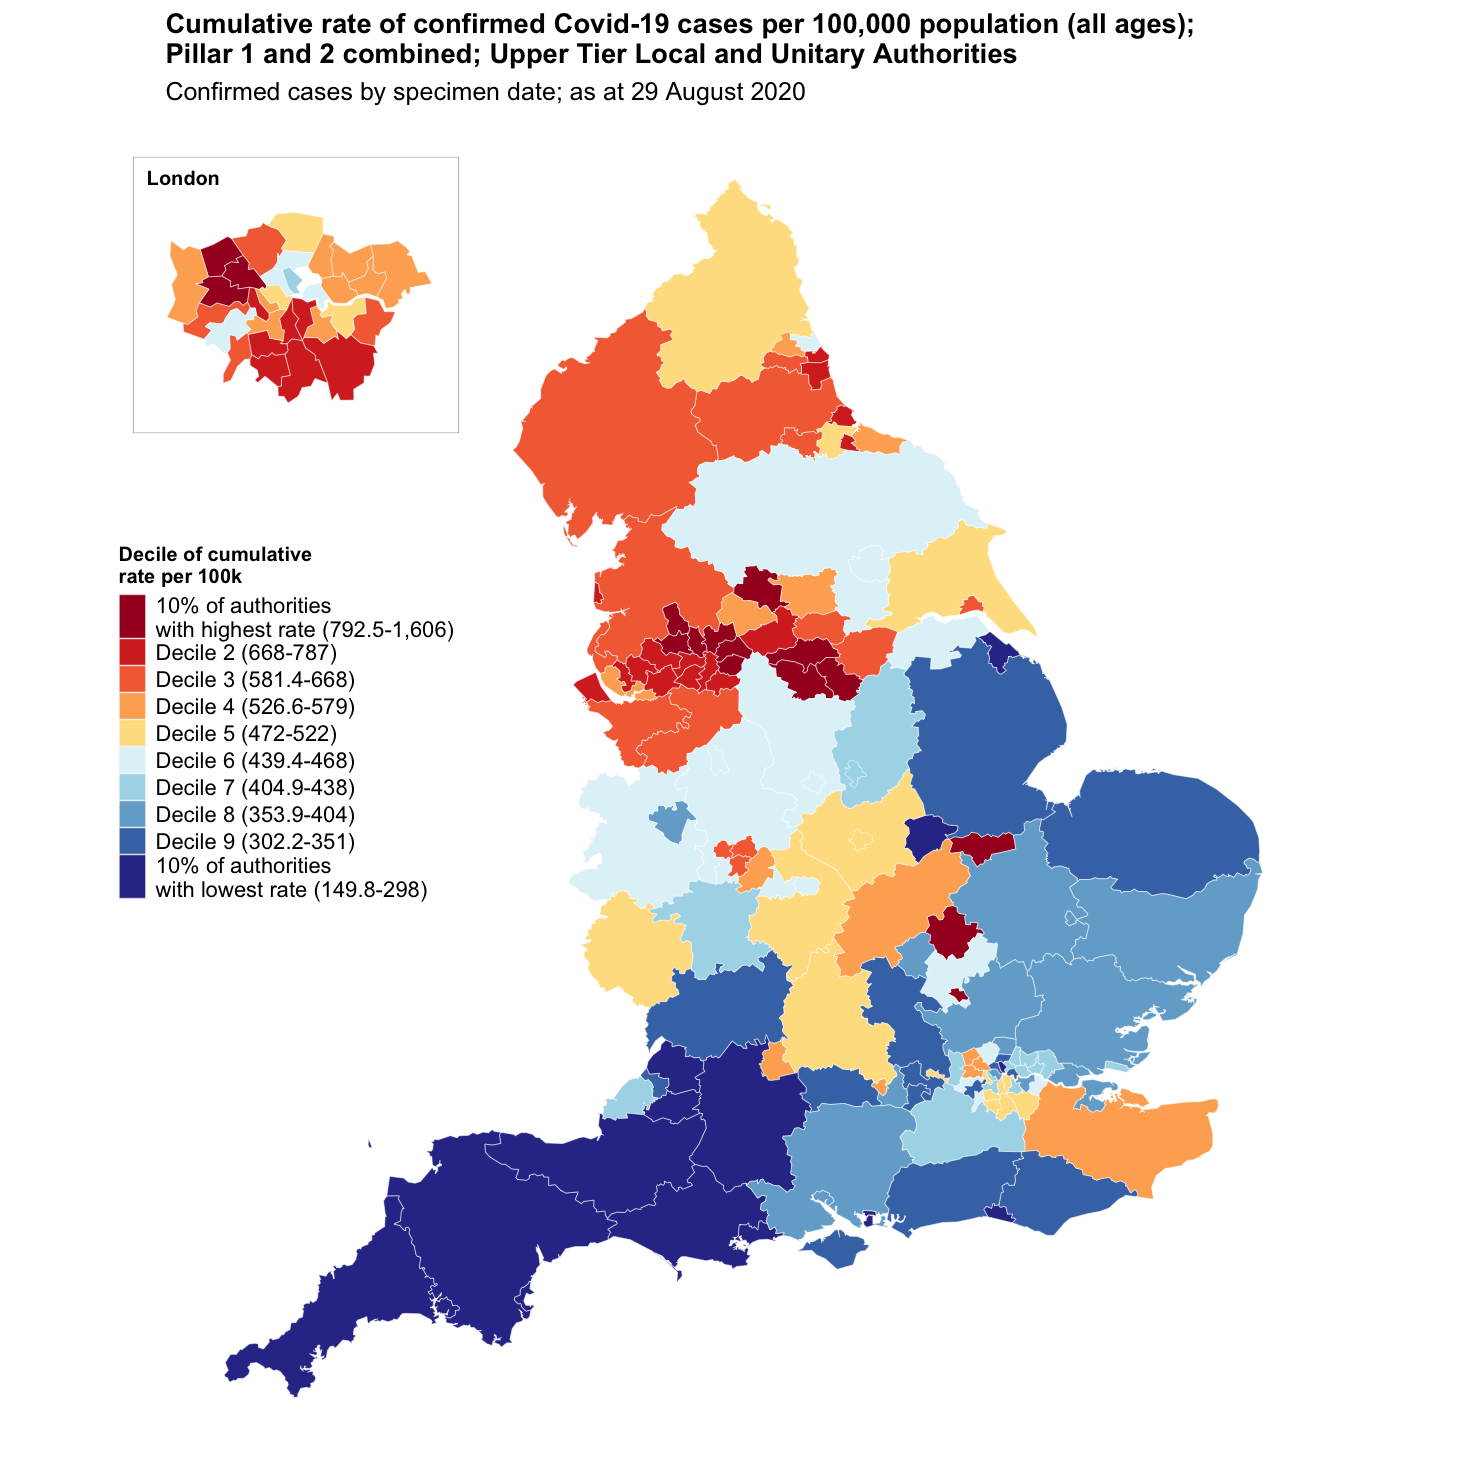 Cumulative rate of confirmed Covid-19 cases per 100,000 population (all ages);
Pillar 1 and 2 combined; Upper Tier Local and Unitary Authorities
Confirmed cases by specimen date; as at 29 August 2020
London
Decile of cumulative
rate per 100k
10% of authorities
with highest rate (792.5-1,606)
Decile 2 (668-787)
Decile 3 (581.4-668)
Decile 4 (526.6-579)
Decile 5 (472-522)
Decile 6 (439.4-468)
Decile 7 (404.9-438)
Decile 8 (353.9-404)
Decile 9 (302.2-351)
10% of authorities
with lowest rate (149.8-298)